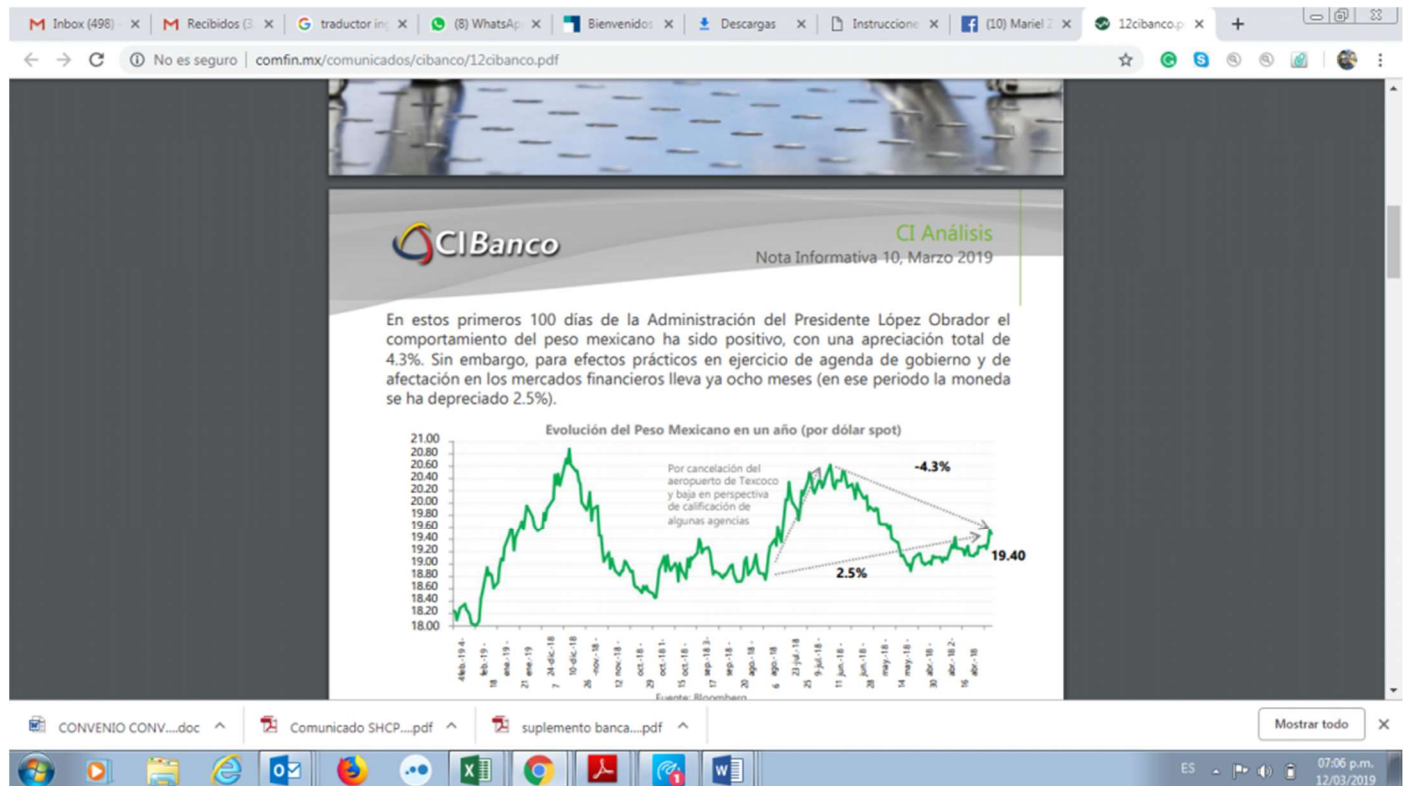 Inbox (498) -
Recibidos (3
traductor ing
(8) WhatsAp
Bienvenidos
Descargas
Instruccione
(10) Mariel Z
12cibanco.p
No es seguro | comfin.mx/comunicados/cibanco/12cibanco.pdf
CIBanco
CI Análisis
Nota Informativa 10, Marzo 2019
En estos primeros 100 días de la Administración del Presidente López Obrador el
comportamiento del peso mexicano ha sido positivo, con una apreciación total de
4.3%. Sin embargo, para efectos prácticos en ejercicio de agenda de gobierno y de
afectación en los mercados financieros lleva ya ocho meses (en ese periodo la moneda
se ha depreciado 2.5%).
Evolución del Peso Mexicano en un año (por dólar spot)
21.00
20.80
20.60
20.40
20.20
20.00
19.80
19.60
19.40
19.20
19.00
18.80
18.60
18.40
18.20
18.00
Por cancelación del
aeropuerto de Texcoco
y baja en perspectiva
de calificación de
algunas agencias
-4.3%
2.5%
19.40
Fuente: Bloomberg
CONVENIO CONV....doc
Comunicado SHCP....pdf
suplemento banca....pdf
Mostrar todo
ES
07:06 p.m.
12/03/2019